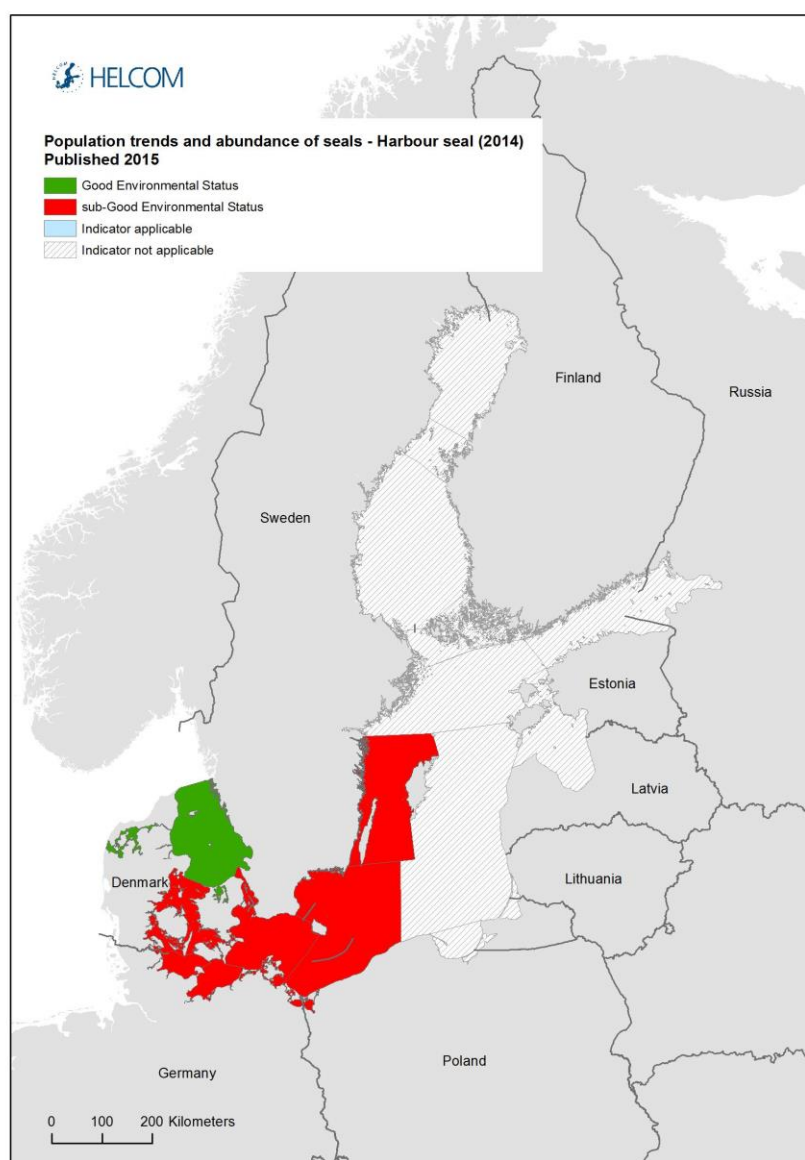 HELCOM
Population trends and abundance of seals - Harbour seal (2014)
Published 2015
Good Environmental Status
sub-Good Environmental Status
Indicator applicable
Indicator not applicable
Finland
Russia
Sweden
Estonia
Latvia
Lithuania
Denmark
Poland
Germany
0 100 200 Kilometers